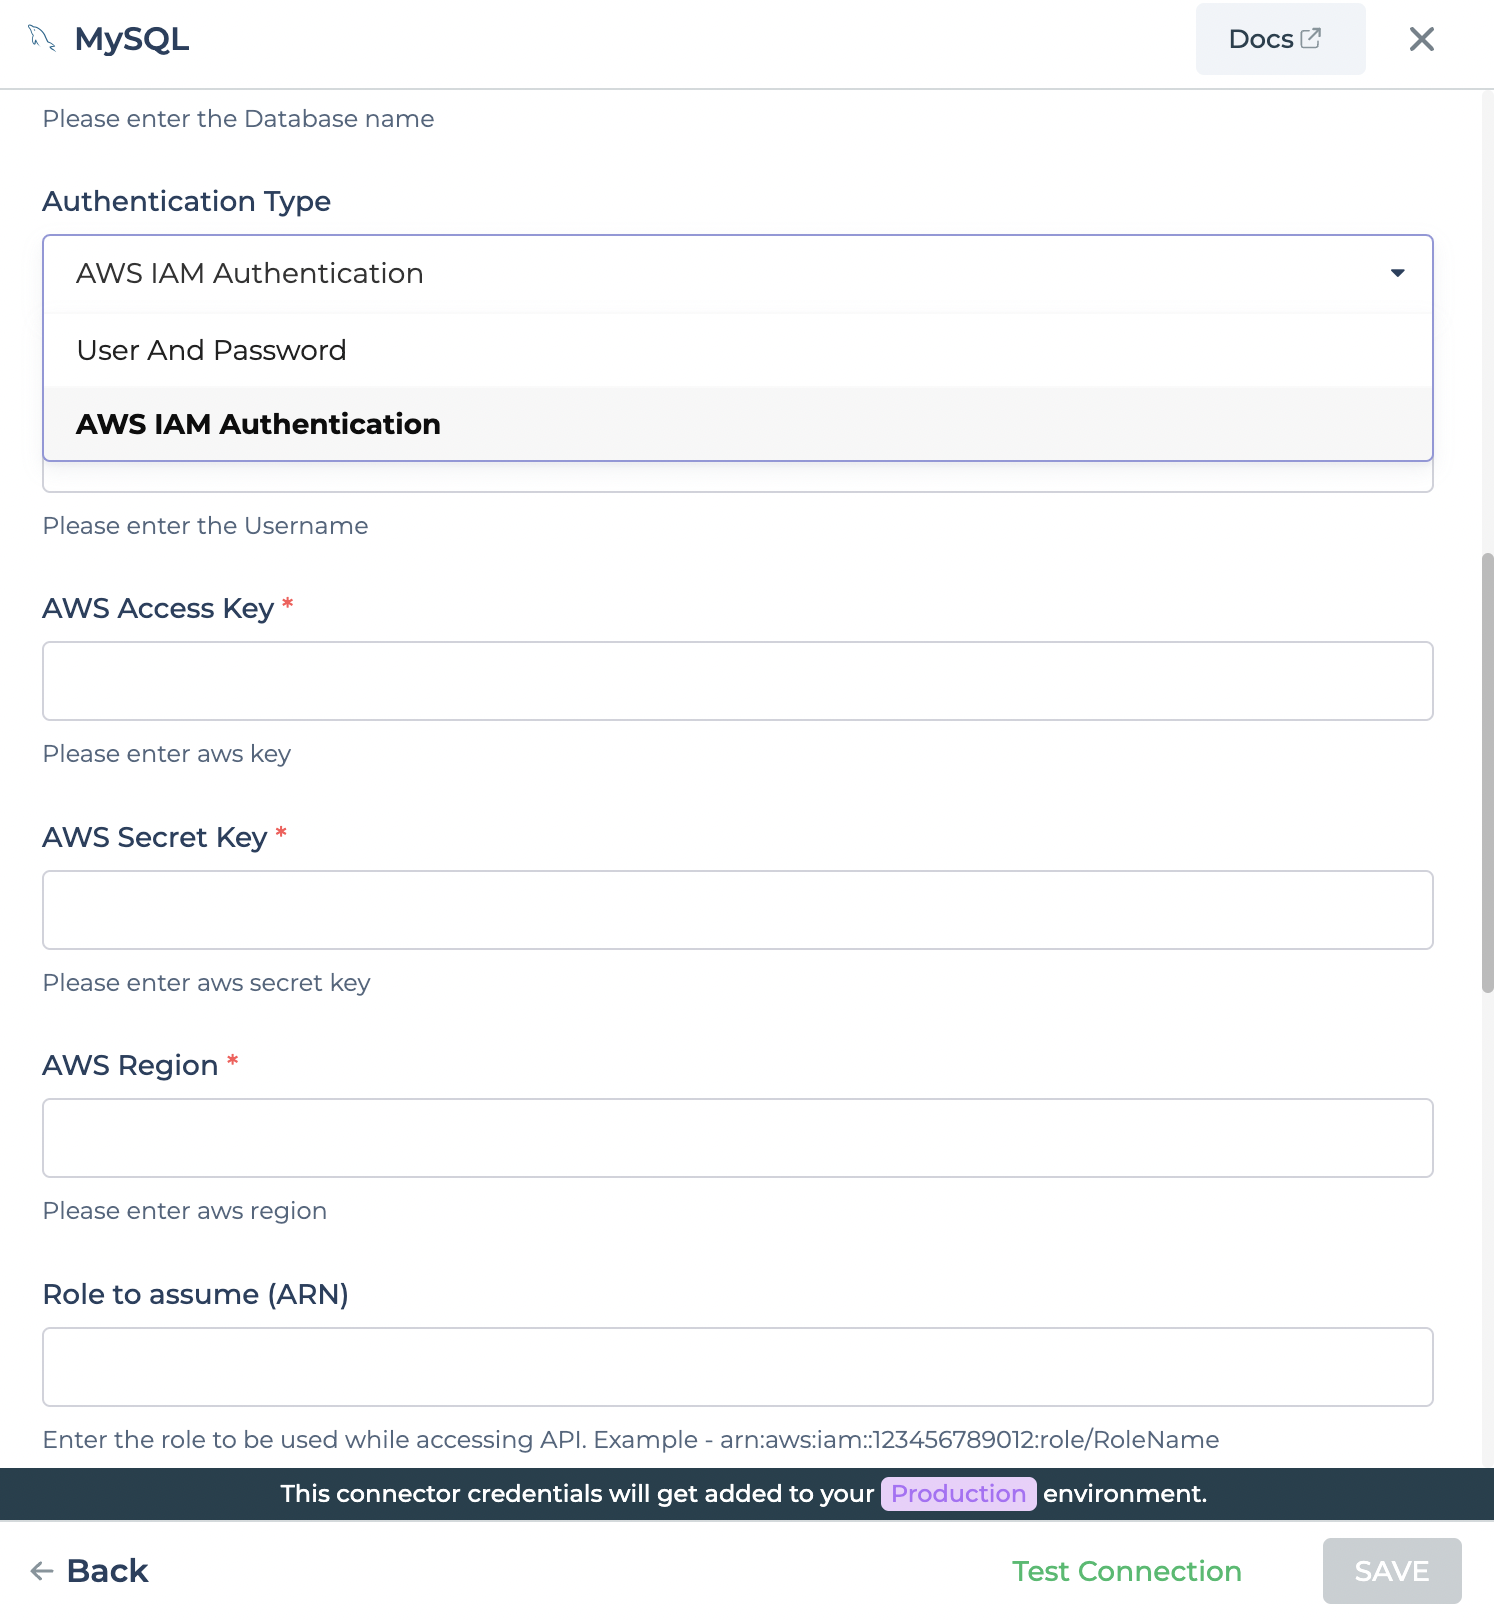 MySQL
Docs
Please enter the Database name
Authentication Type
AWS IAM Authentication
User And Password
AWS IAM Authentication
Please enter the Username
AWS Access Key *
Please enter aws key
AWS Secret Key *
Please enter aws secret key
AWS Region *
Please enter aws region
Role to assume (ARN)
Enter the role to be used while accessing API. Example - arn:aws:iam::123456789012:role/RoleName
This connector credentials will get added to your Production environment.
Back
Test Connection
SAVE